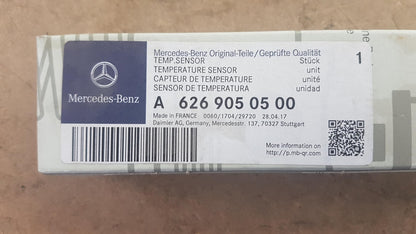 Mercedes-Benz Original-Teile/Geprüfte Qualität
TEMP.SENSOR Stück 1
TEMPERATURE SENSOR unit
CAPTEUR DE TEMPERATURE unité
SENSOR DE TEMPERATURA unidad
Mercedes-Benz
A 626 905 05 00
Made in FRANCE 0060/1704/29720 28.04.17
Daimler AG, Germany, Mercedesstr. 137, 70327 Stuttgart
More information on
http://p.mb-qr.com